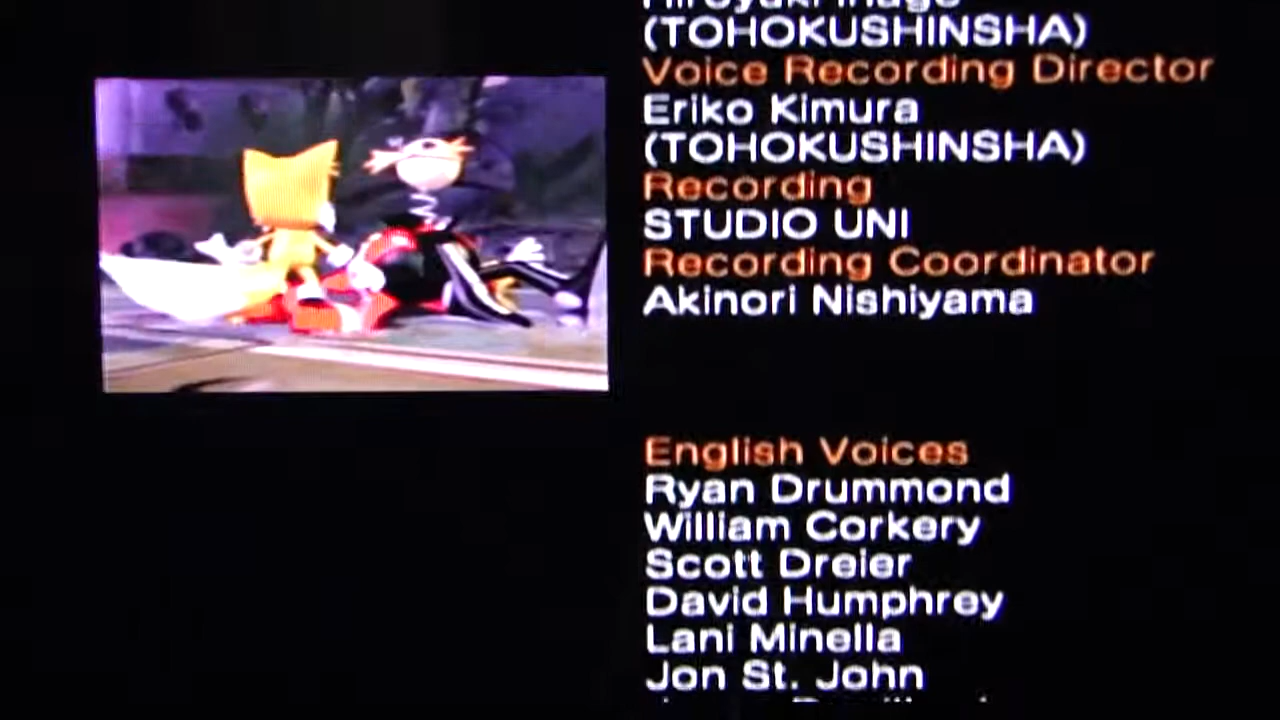 (TOHOKUSHINSHA)
Voice Recording Director
Eriko Kimura
(TOHOKUSHINSHA)
Recording
STUDIO UNI
Recording Coordinator
Akinori Nishiyama
English Voices
Ryan Drummond
William Corkery
Scott Dreier
David Humphrey
Lani Minella
Jon St. John